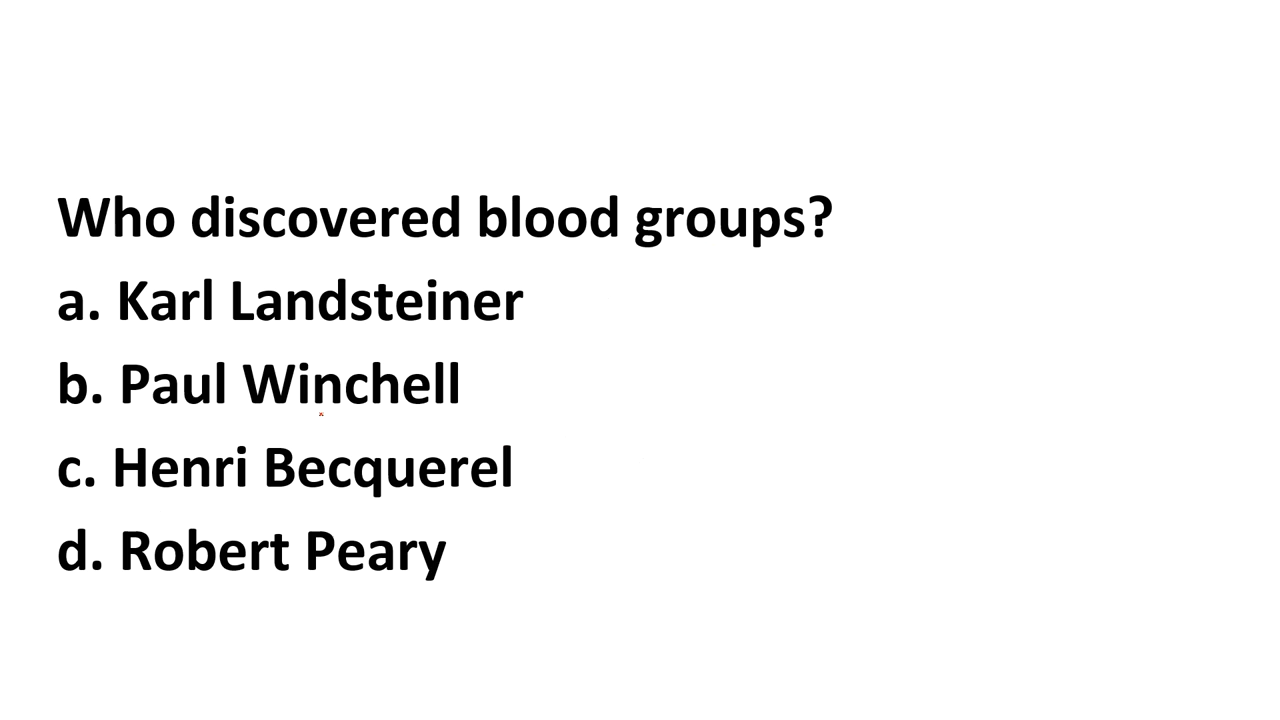 Who discovered blood groups?
a. Karl Landsteiner
b. Paul Winchell
c. Henri Becquerel
d. Robert Peary